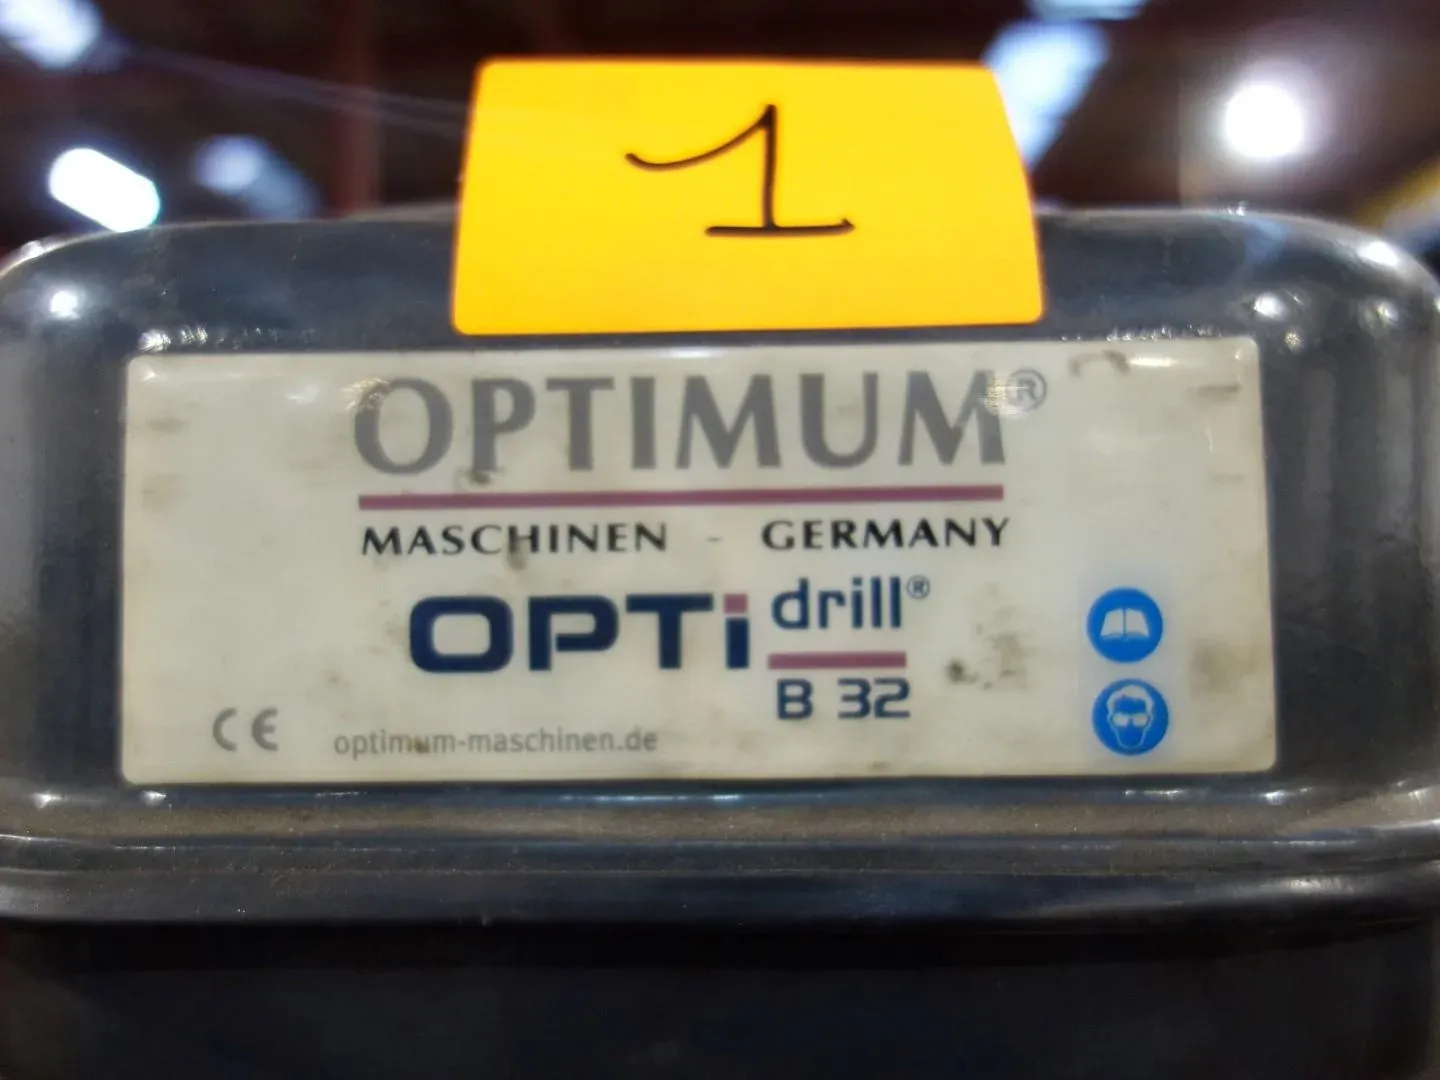 1
OPTIMUM®
MASCHINEN - GERMANY
OPTi drill®
B 32
CE optimum-maschinen.de